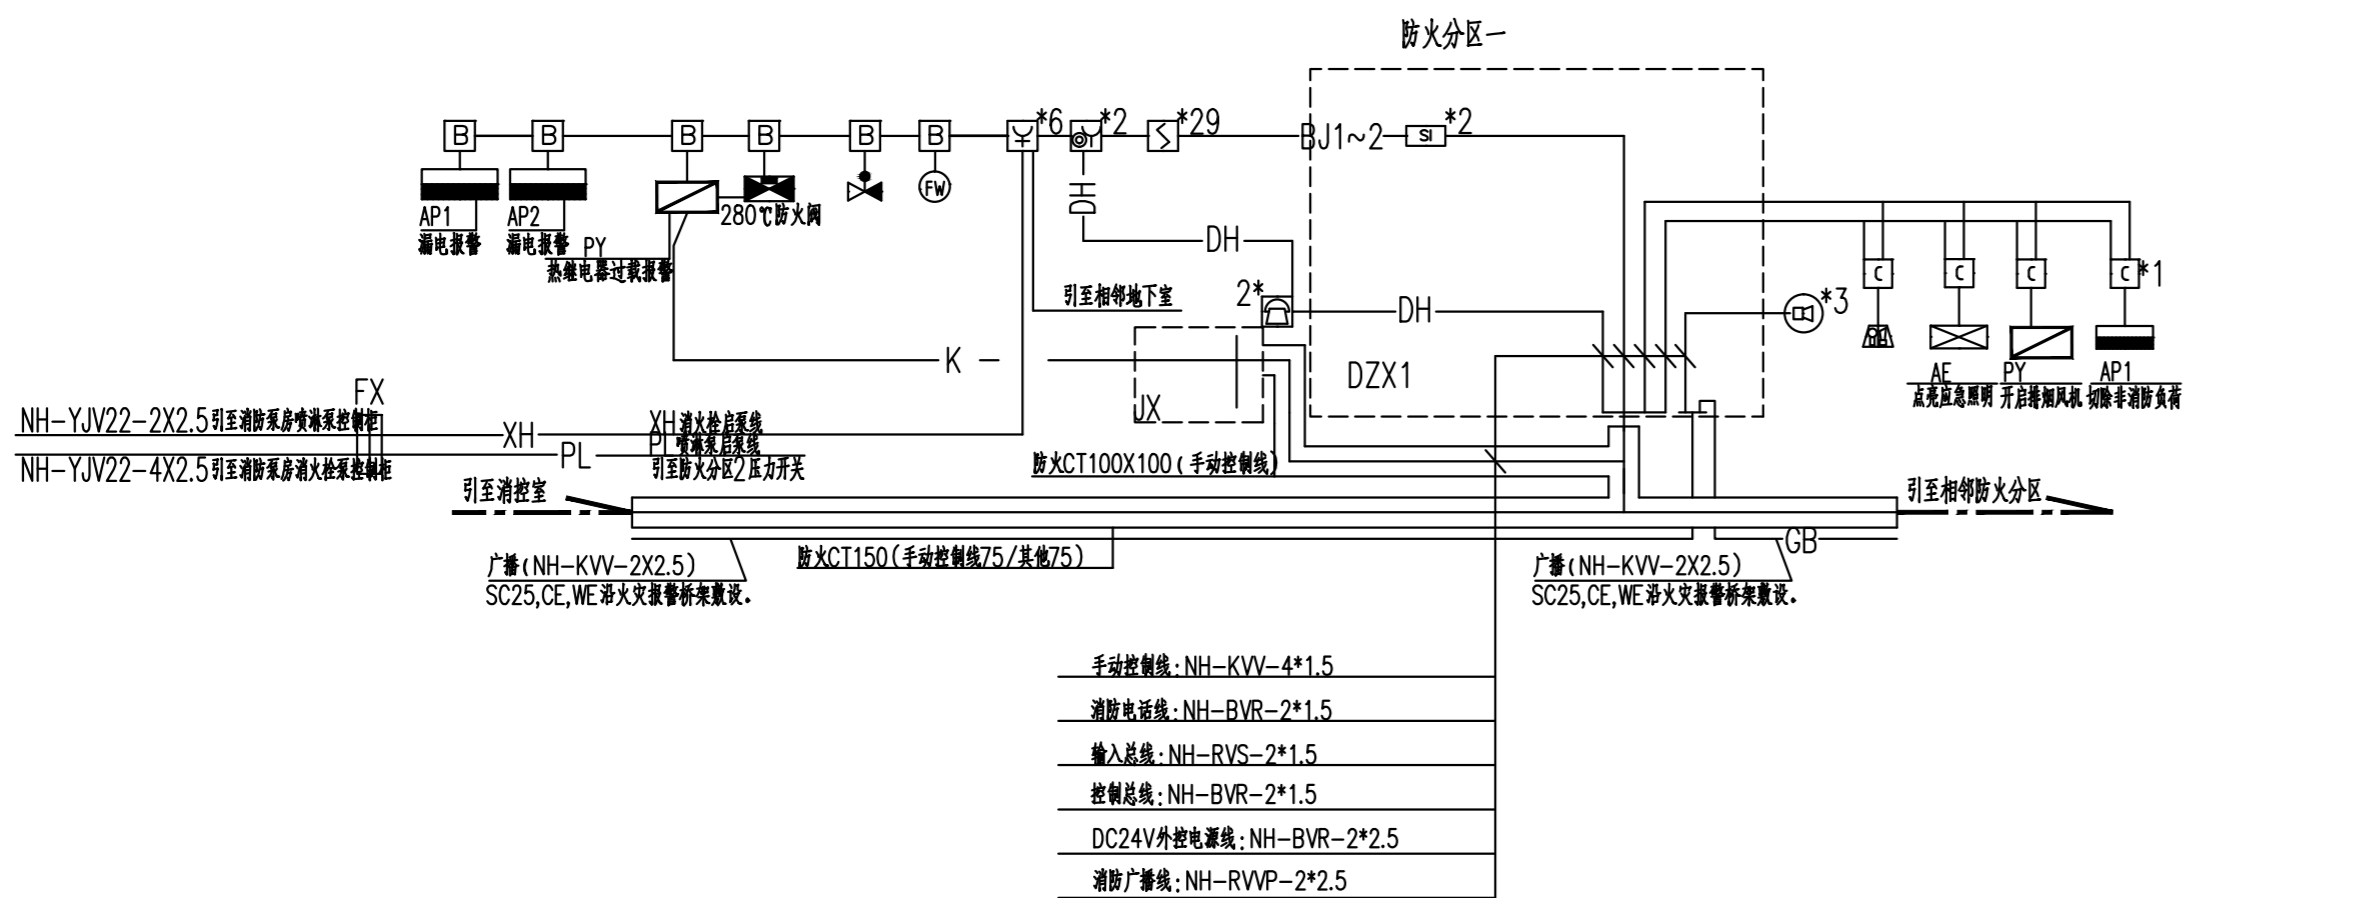 防火分区一
B
B
B
B
B
B
*6
*2
*29
BJ1~2
SI
*2
FW
AP1
漏电报警
AP2
漏电报警
PY
热继电器过载报警
280℃防火阀
DH
DH
引至相邻地下室
2*
DH
*3
C
C
C
C
*1
K
DZX1
JX
AE
点亮应急照明
PY
开启排烟风机
AP1
切除非消防负荷
FX
NH-YJV22-2X2.5引至消防泵房喷淋泵控制柜
XH
XH消火栓启泵线
PL喷淋泵启泵线
NH-YJV22-4X2.5引至消防泵房消火栓泵控制柜
PL
引至防火分区2压力开关
防火CT100X100(手动控制线)
引至消控室
引至相邻防火分区
GB
防火CT150(手动控制线75/其他75)
广播(NH-KVV-2X2.5)
SC25,CE,WE沿火灾报警桥架敷设.
广播(NH-KVV-2X2.5)
SC25,CE,WE沿火灾报警桥架敷设.
手动控制线:NH-KVV-4*1.5
消防电话线:NH-BVR-2*1.5
输入总线:NH-RVS-2*1.5
控制总线:NH-BVR-2*1.5
DC24V外控电源线:NH-BVR-2*2.5
消防广播线:NH-RVVP-2*2.5